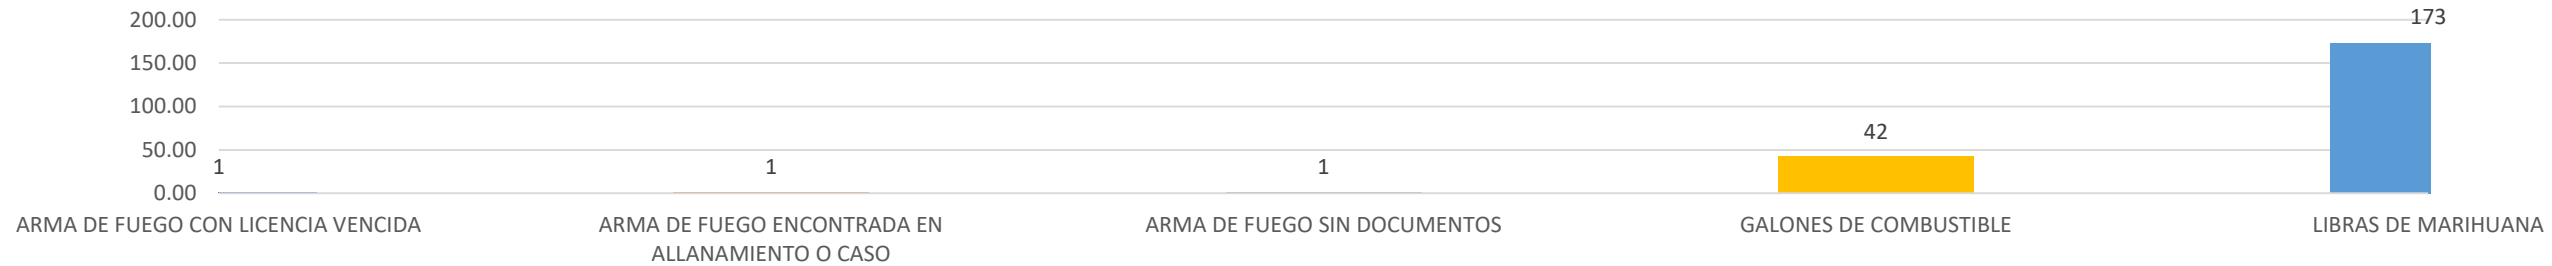 200.00
150.00
100.00
50.00
0.00
1
1
1
42
173
ARMA DE FUEGO CON LICENCIA VENCIDA
ARMA DE FUEGO ENCONTRADA EN
ALLANAMIENTO O CASO
ARMA DE FUEGO SIN DOCUMENTOS
GALONES DE COMBUSTIBLE
LIBRAS DE MARIHUANA